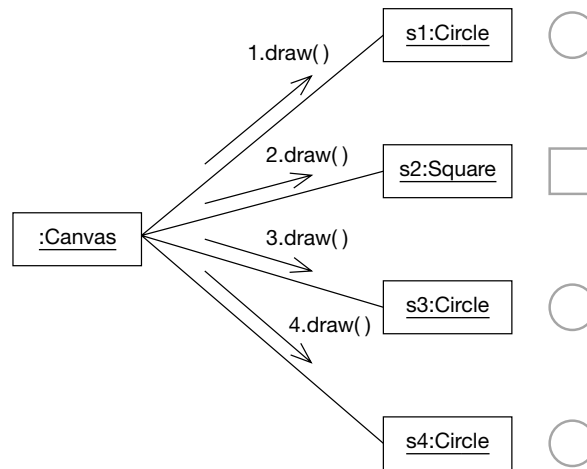 s1:Circle
1.draw( )
2.draw( )
s2:Square
:Canvas
3.draw( )
s3:Circle
4.draw( )
s4:Circle